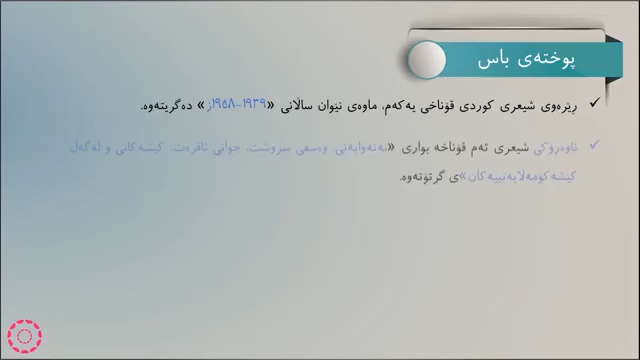 پوختەی باس
ڕێڕەوی شیعری کوردی قۆناخی یەکەم، ماوەی نێوان ساڵانی «١٩٣٩-١٩٥٨ز» دەگرێتەوە.
ناوەڕۆکی شیعری ئەم قۆناخە بواری «نەتەوایەتی، وەسفی سروشت، جوانی ئافرەت، کێشەکانی و لەگەڵ
کێشە کۆمەڵایەتییەکان»ی گرتۆتەوە.